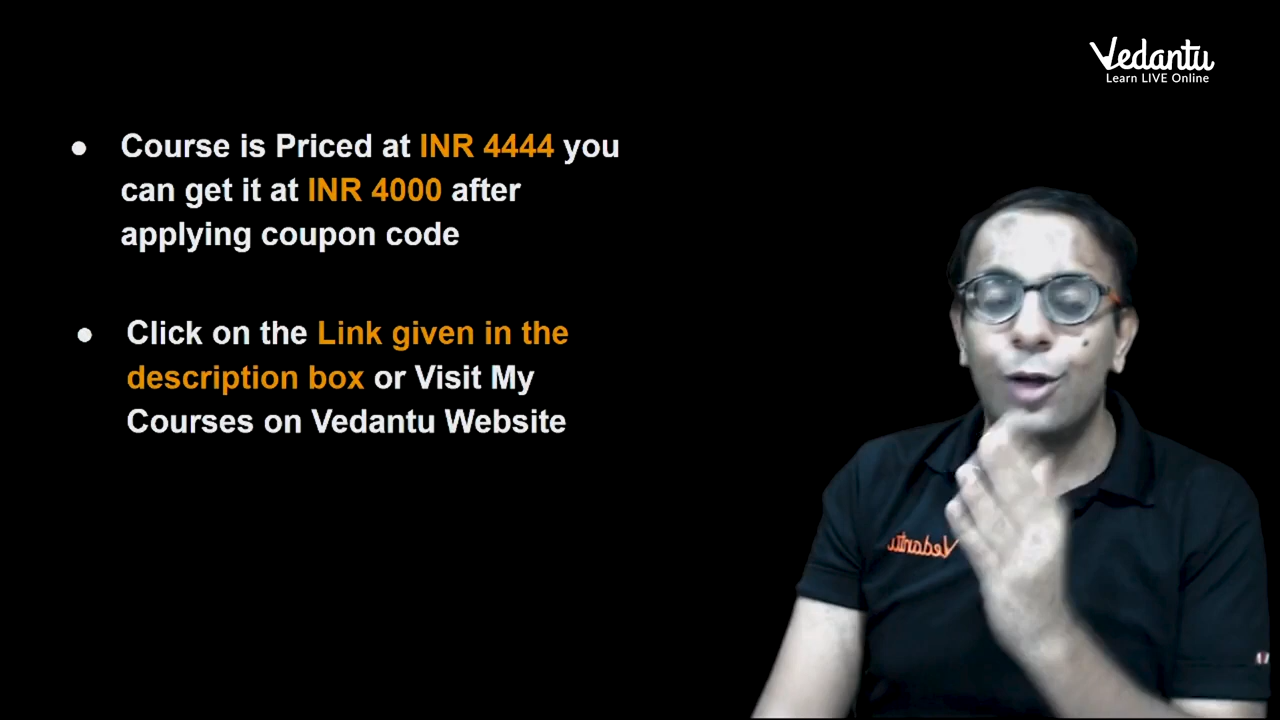 Vedantu
Learn LIVE Online
● Course is Priced at INR 4444 you
can get it at INR 4000 after
applying coupon code
● Click on the Link given in the
description box or Visit My
Courses on Vedantu Website
Vedantu